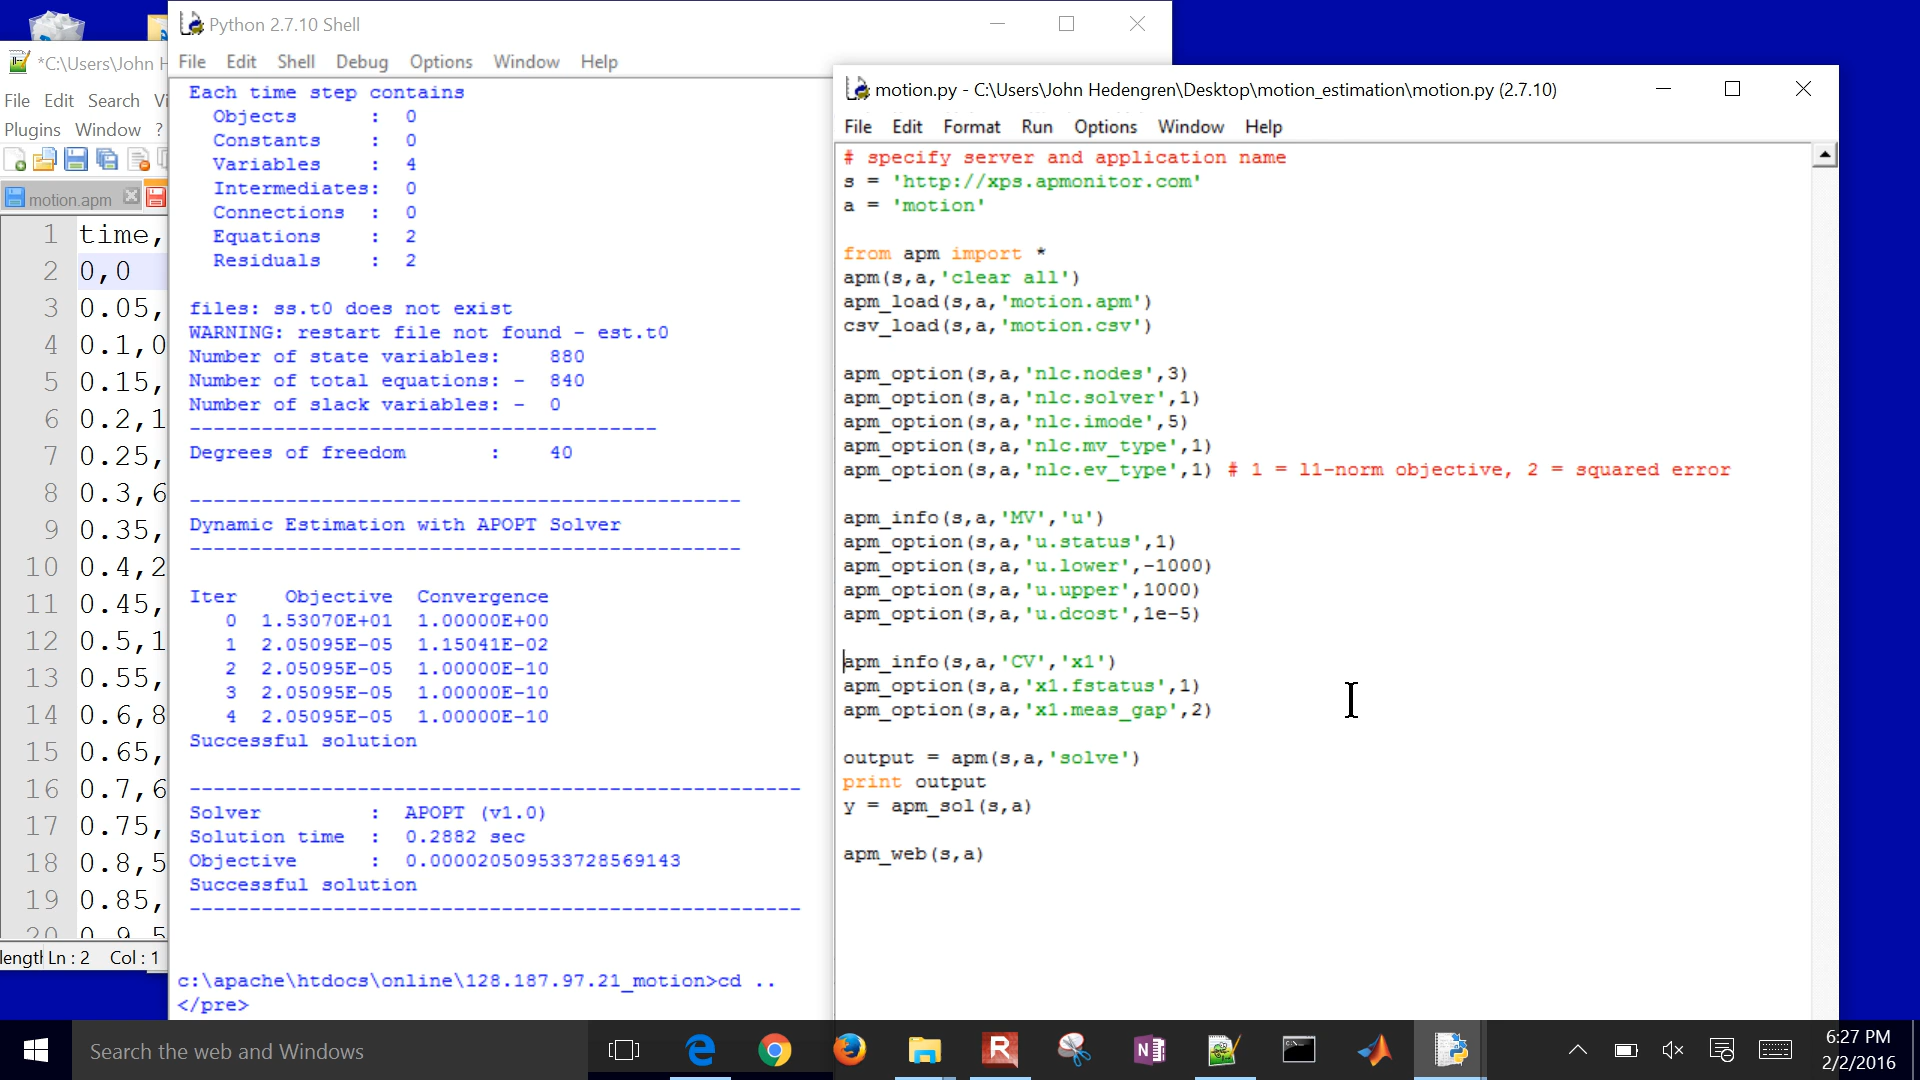 Python 2.7.10 Shell
File Edit Shell Debug Options Window Help
*C:\Users\John H
File Edit Search Vi
Plugins Window ?
motion.apm
1 time,
2 0,0
3 0.05,
4 0.1,0
5 0.15,
6 0.2,1
7 0.25,
8 0.3,6
9 0.35,
10 0.4,2
11 0.45,
12 0.5,1
13 0.55,
14 0.6,8
15 0.65,
16 0.7,6
17 0.75,
18 0.8,5
19 0.85,
20 0.9,5
lengtl Ln : 2 Col : 1
Each time step contains
Objects : 0
Constants : 0
Variables : 4
Intermediates: 0
Connections : 0
Equations : 2
Residuals : 2
files: ss.t0 does not exist
WARNING: restart file not found - est.t0
Number of state variables: 880
Number of total equations: - 840
Number of slack variables: - 0
---------------------------------------
Degrees of freedom : 40
----------------------------------------------
Dynamic Estimation with APOPT Solver
----------------------------------------------
Iter Objective Convergence
0 1.53070E+01 1.00000E+00
1 2.05095E-05 1.15041E-02
2 2.05095E-05 1.00000E-10
3 2.05095E-05 1.00000E-10
4 2.05095E-05 1.00000E-10
Successful solution
---------------------------------------------------
Solver : APOPT (v1.0)
Solution time : 0.2882 sec
Objective : 0.000020509533728569143
Successful solution
---------------------------------------------------
c:\apache\htdocs\online\128.187.97.21_motion>cd ..
</pre>
motion.py - C:\Users\John Hedengren\Desktop\motion_estimation\motion.py (2.7.10)
File Edit Format Run Options Window Help
# specify server and application name
s = 'http://xps.apmonitor.com'
a = 'motion'
from apm import *
apm(s,a,'clear all')
apm_load(s,a,'motion.apm')
csv_load(s,a,'motion.csv')
apm_option(s,a,'nlc.nodes',3)
apm_option(s,a,'nlc.solver',1)
apm_option(s,a,'nlc.imode',5)
apm_option(s,a,'nlc.mv_type',1)
apm_option(s,a,'nlc.ev_type',1) # 1 = l1-norm objective, 2 = squared error
apm_info(s,a,'MV','u')
apm_option(s,a,'u.status',1)
apm_option(s,a,'u.lower',-1000)
apm_option(s,a,'u.upper',1000)
apm_option(s,a,'u.dcost',1e-5)
apm_info(s,a,'CV','x1')
apm_option(s,a,'x1.fstatus',1)
apm_option(s,a,'x1.meas_gap',2)
output = apm(s,a,'solve')
print output
y = apm_sol(s,a)
apm_web(s,a)
Search the web and Windows
6:27 PM
2/2/2016